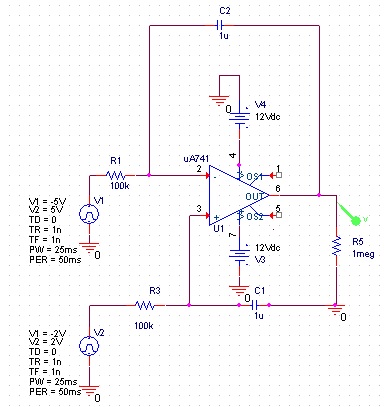 C2
1u
0
V4
12Vdc
uA741
4
R1
100k
2
-
OS1
1
OUT
6
3
+
OS2
5
U1
7
V1 = -5V
V2 = 5V
TD = 0
TR = 1n
TF = 1n
PW = 25ms
PER = 50ms
V1
0
12Vdc
V3
0
V
R5
1meg
R3
100k
C1
1u
0
V1 = -2V
V2 = 2V
TD = 0
TR = 1n
TF = 1n
PW = 25ms
PER = 50ms
V2
0